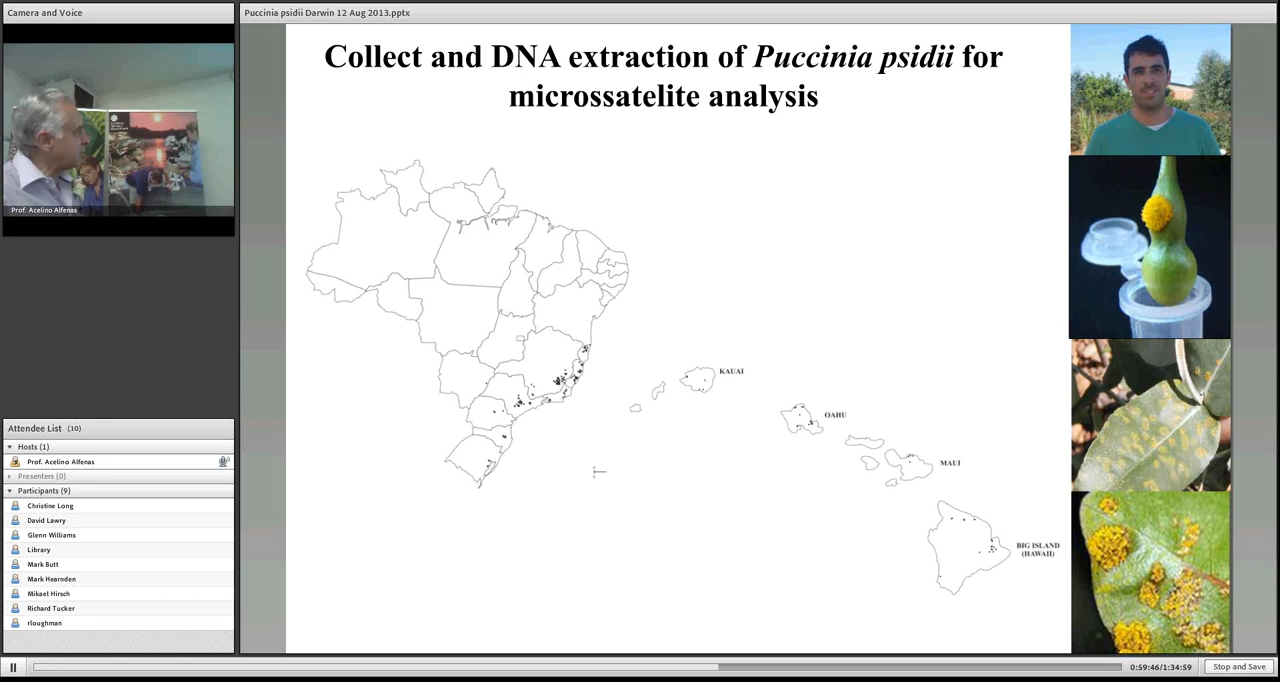 Camera and Voice
Puccinia psidii Darwin 12 Aug 2013.pptx
Prof. Acelino Alfenas
Collect and DNA extraction of Puccinia psidii for
microssatelite analysis
KAUAI
OAHU
MAUI
BIG ISLAND
(HAWAII)
Attendee List (10)
Hosts (1)
Prof. Acelino Alfenas
Presenters (0)
Participants (9)
Christine Long
David Lawry
Glenn Williams
Library
Mark Butt
Mark Hearnden
Mikael Hirsch
Richard Tucker
rloughman
0:59:46/1:34:59
Stop and Save